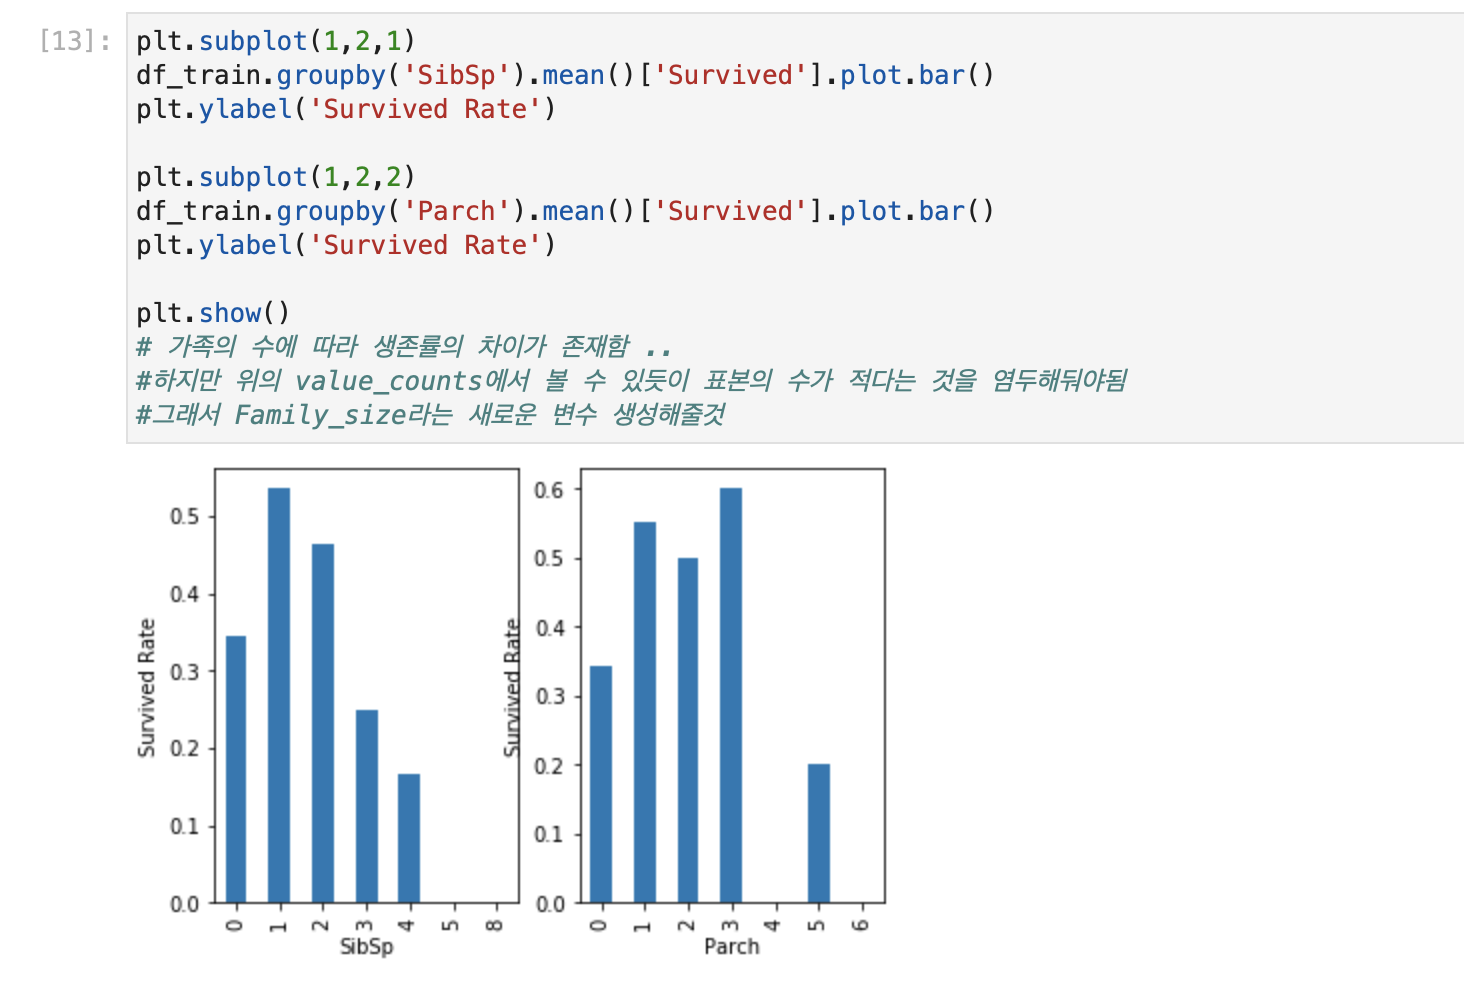 [13]:
plt.subplot(1,2,1)
df_train.groupby('SibSp').mean()['Survived'].plot.bar()
plt.ylabel('Survived Rate')
plt.subplot(1,2,2)
df_train.groupby('Parch').mean()['Survived'].plot.bar()
plt.ylabel('Survived Rate')
plt.show()
# 가족의 수에 따라 생존률의 차이가 존재함 ..
#하지만 위의 value_counts에서 볼 수 있듯이 표본의 수가 적다는 것을 염두해둬야됨
#그래서 Family_size라는 새로운 변수 생성해줄것
Survived Rate
0.5
0.4
0.3
0.2
0.1
0.0
0 1 2 3 4 5 8
SibSp
Survived Rate
0.6
0.5
0.4
0.3
0.2
0.1
0.0
0 1 2 3 4 5 6
Parch